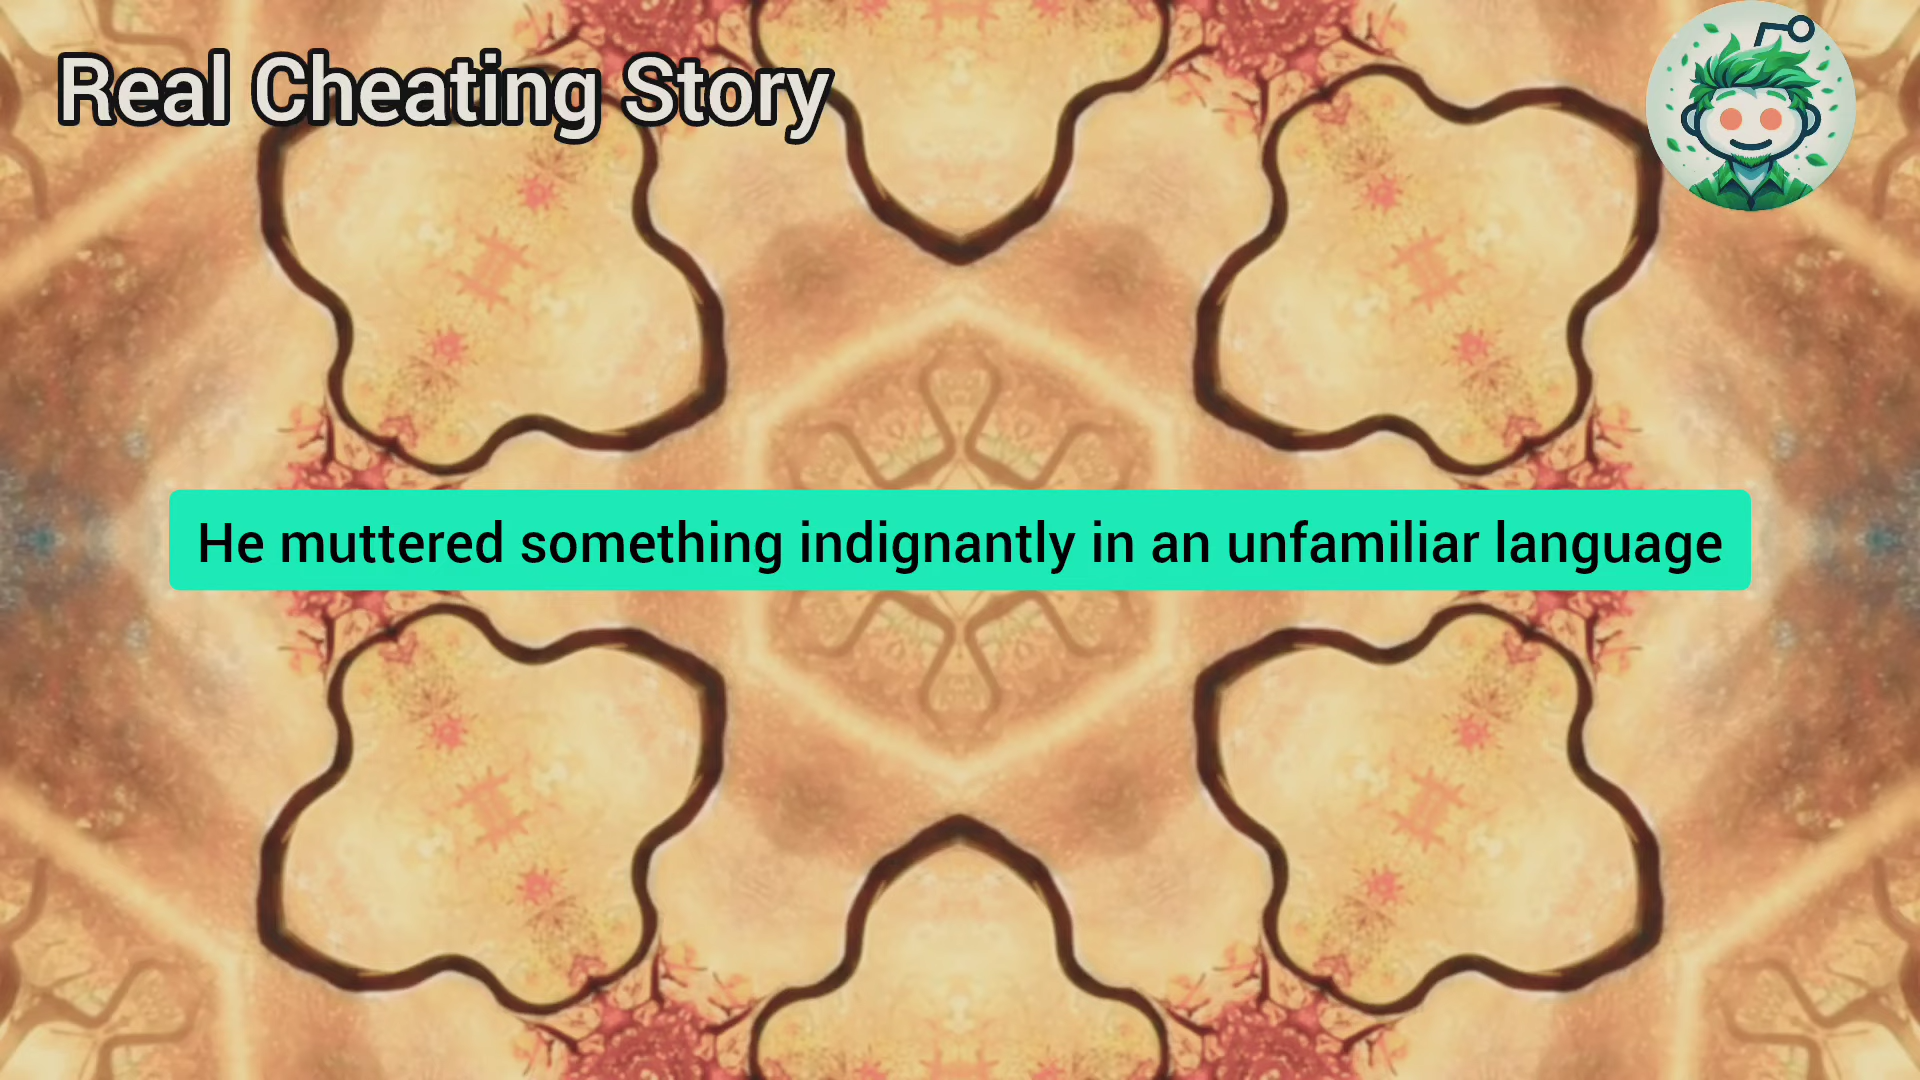 Real Cheating Story
He muttered something indignantly in an unfamiliar language